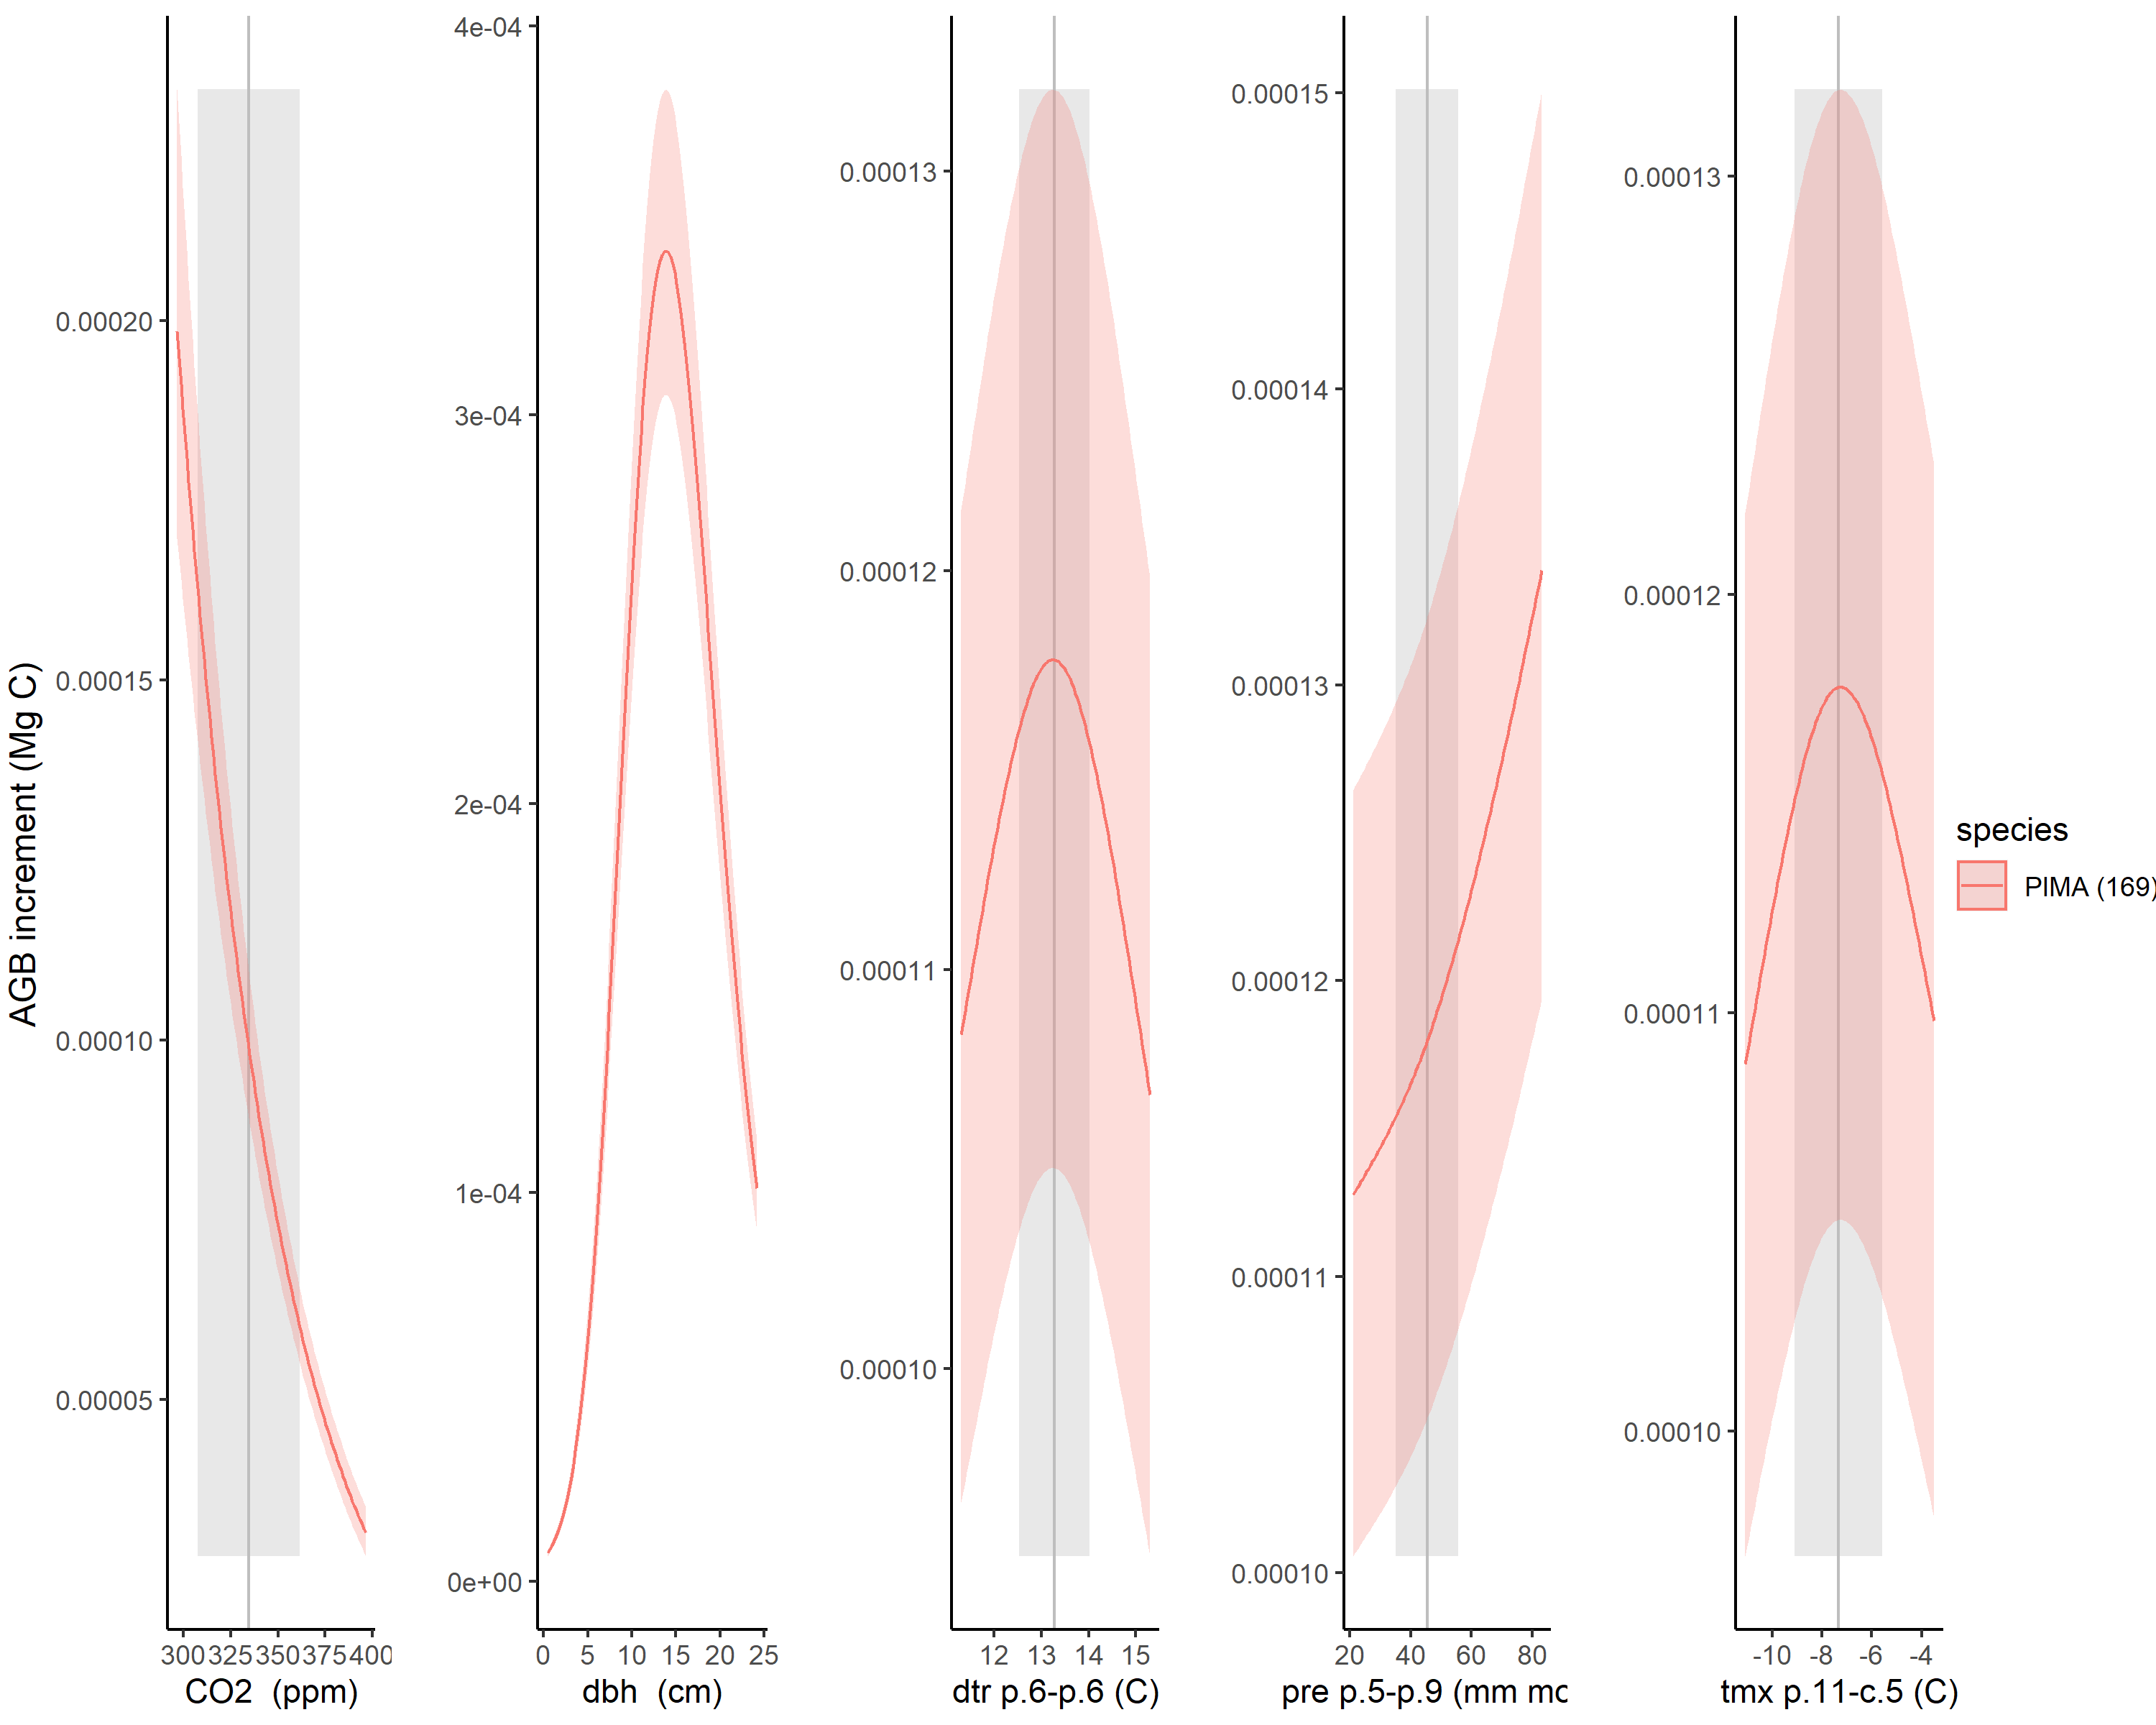 AGB increment (Mg C)
0.00020
0.00015
0.00010
0.00005
300 325 350 375 400
CO2 (ppm)
4e-04
3e-04
2e-04
1e-04
0e+00
0 5 10 15 20 25
dbh (cm)
0.00013
0.00012
0.00011
0.00010
12 13 14 15
dtr p.6-p.6 (C)
0.00015
0.00014
0.00013
0.00012
0.00011
0.00010
20 40 60 80
pre p.5-p.9 (mm mo
0.00013
0.00012
0.00011
0.00010
-10 -8 -6 -4
tmx p.11-c.5 (C)
species
PIMA (169)